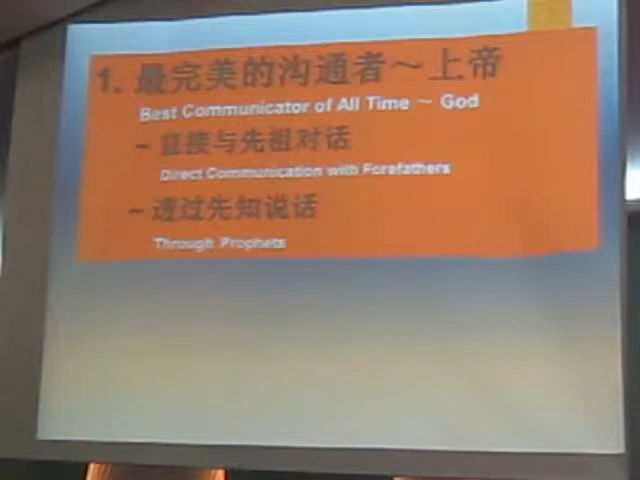 1. 最完美的沟通者～上帝
Best Communicator of All Time ~ God
- 直接与先祖对话
Direct Communication with Forefathers
- 透过先知说话
Through Prophets